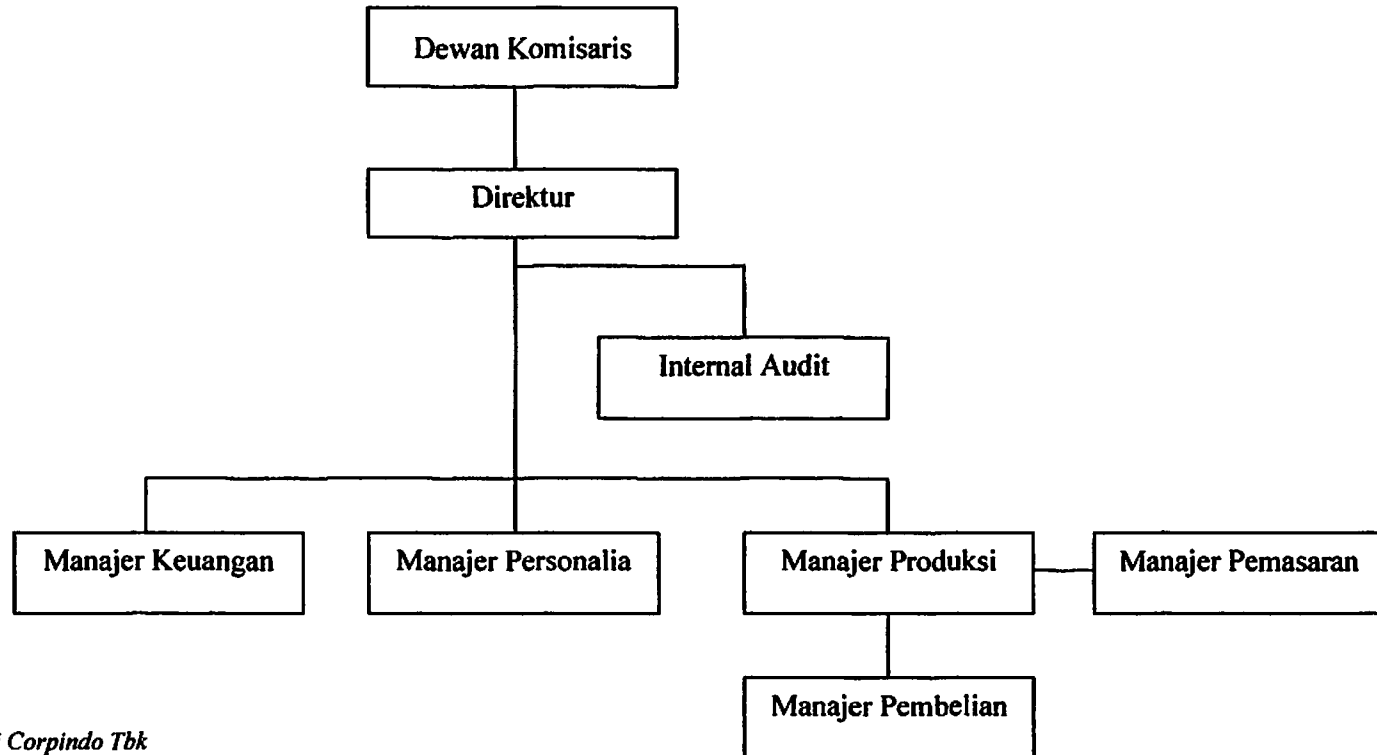 Dewan Komisaris
Direktur
Internal Audit
Manajer Keuangan
Manajer Personalia
Manajer Produksi
Manajer Pemasaran
Manajer Pembelian
Corpindo Tbk